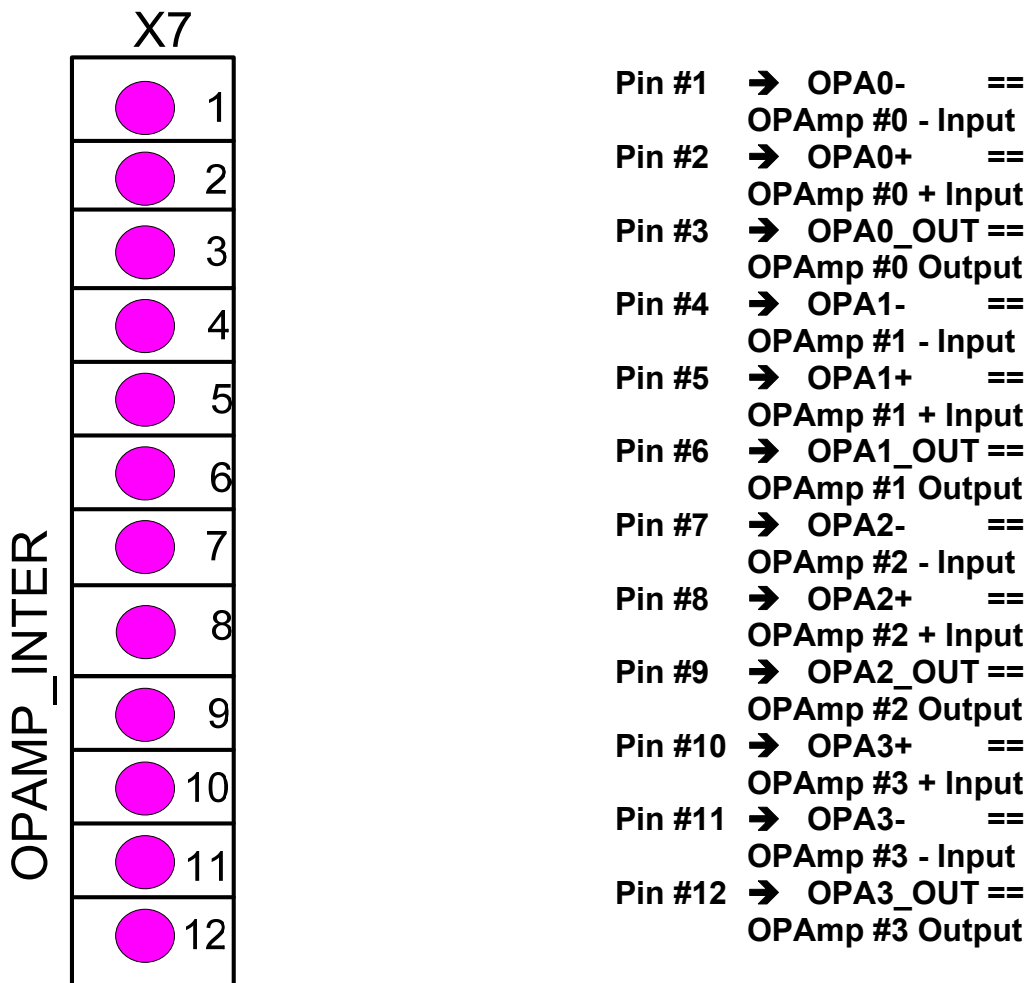 X7
1
2
3
4
5
6
7
8
9
10
11
12
OPAMP_INTER
Pin #1 ➔ OPA0- ==
OPAmp #0 - Input
Pin #2 ➔ OPA0+ ==
OPAmp #0 + Input
Pin #3 ➔ OPA0_OUT ==
OPAmp #0 Output
Pin #4 ➔ OPA1- ==
OPAmp #1 - Input
Pin #5 ➔ OPA1+ ==
OPAmp #1 + Input
Pin #6 ➔ OPA1_OUT ==
OPAmp #1 Output
Pin #7 ➔ OPA2- ==
OPAmp #2 - Input
Pin #8 ➔ OPA2+ ==
OPAmp #2 + Input
Pin #9 ➔ OPA2_OUT ==
OPAmp #2 Output
Pin #10 ➔ OPA3+ ==
OPAmp #3 + Input
Pin #11 ➔ OPA3- ==
OPAmp #3 - Input
Pin #12 ➔ OPA3_OUT ==
OPAmp #3 Output